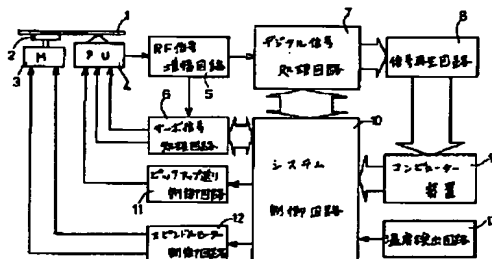 1
2
M
3
PU
4
RF信号
増幅回路
5
デジタル信号
処理回路
7
信号再生回路
8
サーボ信号
処理回路
6
10
システム
制御回路
コンピューター
装置
9
ピックアップ送り
制御回路
11
スピンドルモーター
制御回路
12
温度検出回路